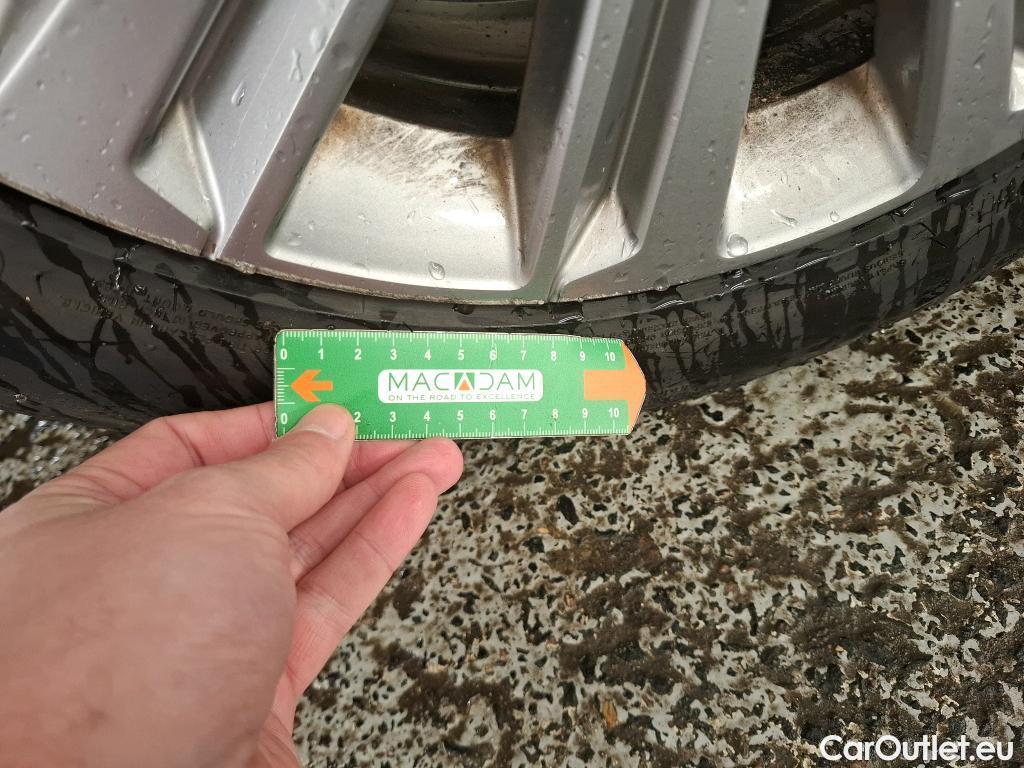 0 1 2 3 4 5 6 7 8 9 10
MACADAM
ON THE ROAD TO EXCELLENCE
0 2 3 4 5 6 7 8 9 10
CarOutlet.eu